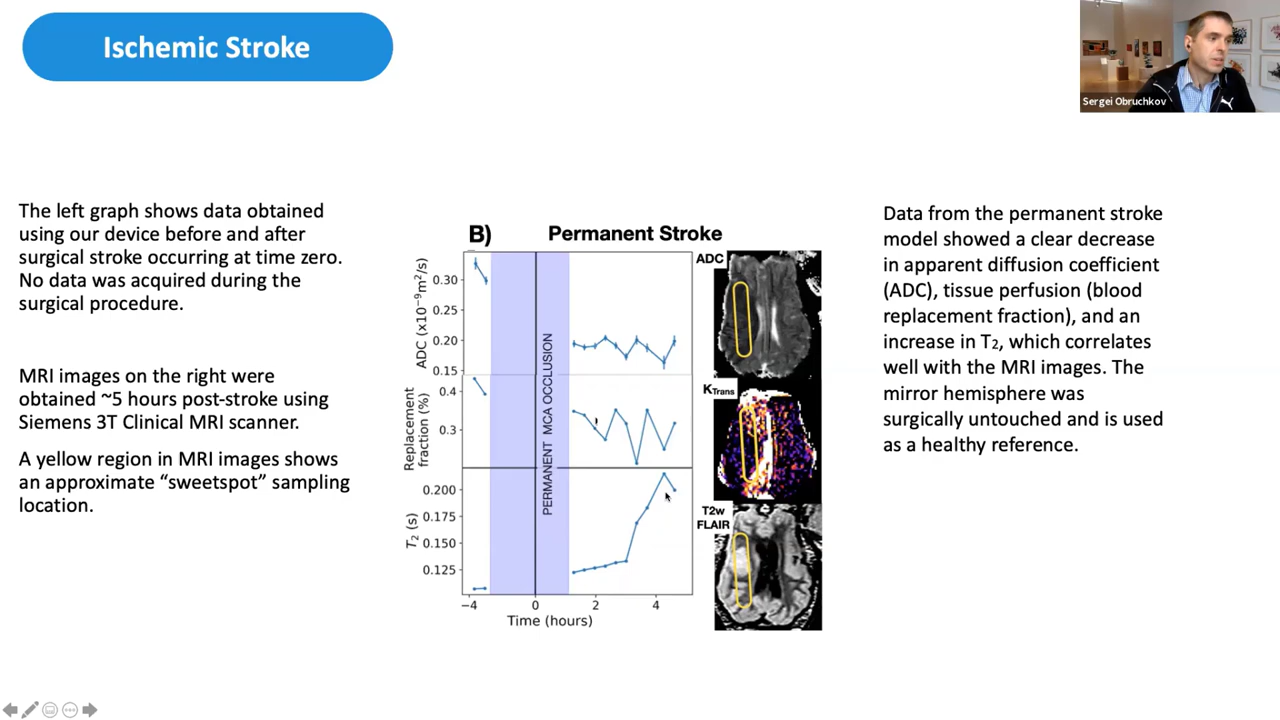 Ischemic Stroke
Sergei Obruchkov
The left graph shows data obtained
using our device before and after
surgical stroke occurring at time zero.
No data was acquired during the
surgical procedure.
MRI images on the right were
obtained ~5 hours post-stroke using
Siemens 3T Clinical MRI scanner.
A yellow region in MRI images shows
an approximate “sweetspot” sampling
location.
B) Permanent Stroke
ADC (x10⁻⁹m²/s)
0.30
0.25
0.20
0.15
Replacement
fraction (%)
0.4
0.3
T₂ (s)
0.200
0.175
0.150
0.125
PERMANENT MCA OCCLUSION
−4 0 2 4
Time (hours)
ADC
KTrans
T2w
FLAIR
Data from the permanent stroke
model showed a clear decrease
in apparent diffusion coefficient
(ADC), tissue perfusion (blood
replacement fraction), and an
increase in T₂, which correlates
well with the MRI images. The
mirror hemisphere was
surgically untouched and is used
as a healthy reference.